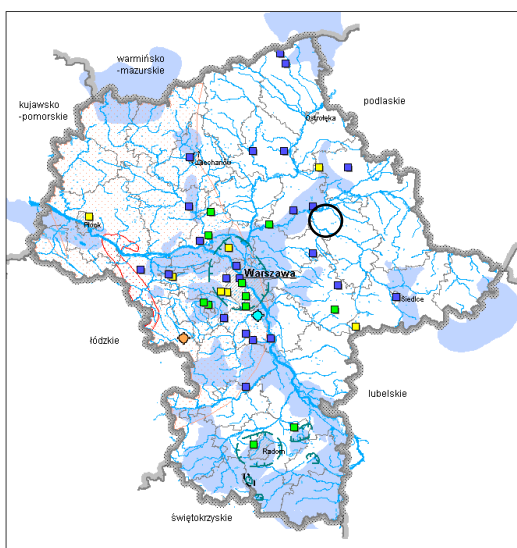 warmińsko
-mazurskie
podlaskie
kujawsko
-pomorskie
Ostrołęka
Ciechanów
Płock
Warszawa
Siedlce
łódzkie
lubelskie
Radom
świętokrzyskie